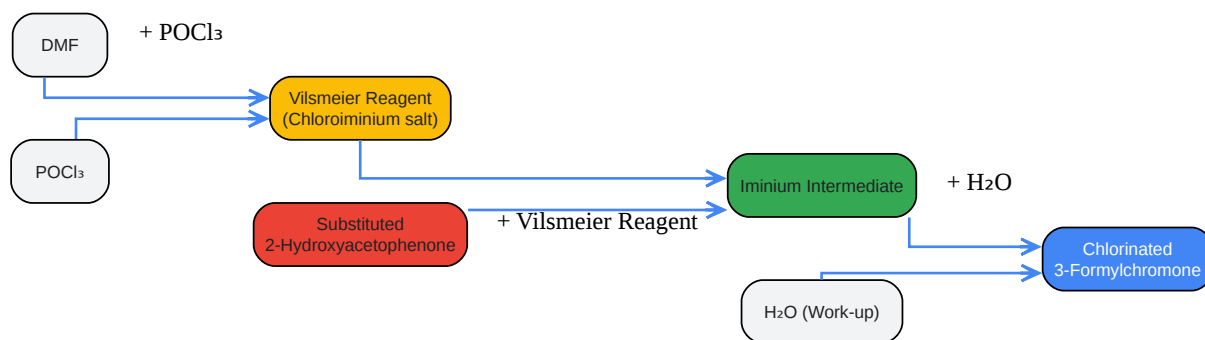 DMF
+ POCl₃
Vilsmeier Reagent
(Chloroiminium salt)
POCl₃
Iminium Intermediate
+ H₂O
Substituted
2-Hydroxyacetophenone
+ Vilsmeier Reagent
Chlorinated
3-Formylchromone
H₂O (Work-up)